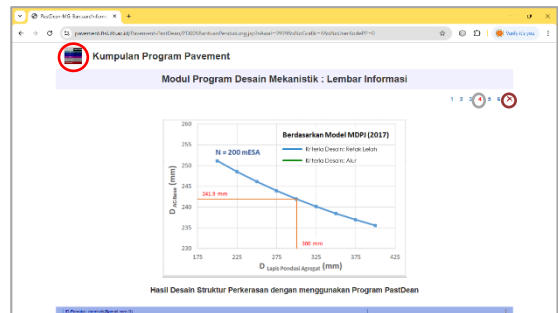 Kumpulan Program Pavement
Modul Program Desain Mekanistik : Lembar Informasi
1 2 3 4 5 6 X
260
255
250
245
240
235
230
D AC-Base (mm)
Berdasarkan Model MDPJ (2017)
N = 200 mESA
Kriteria Desain: Retak Lelah
Kriteria Desain: Alur
241.9 mm
300 mm
175 225 275 325 375 425
D Lapis Pondasi Agregat (mm)
Hasil Desain Struktur Perkerasan dengan menggunakan Program PastDean